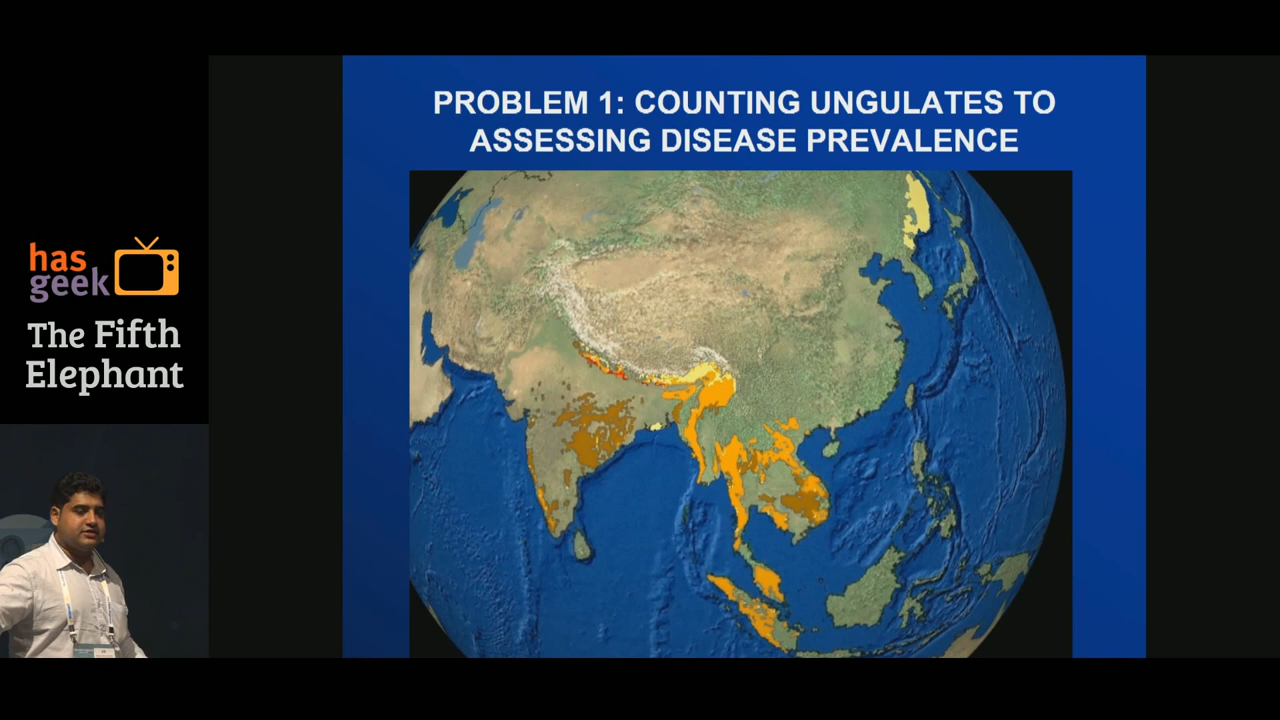 PROBLEM 1: COUNTING UNGULATES TO
ASSESSING DISEASE PREVALENCE
has
geek
The Fifth
Elephant